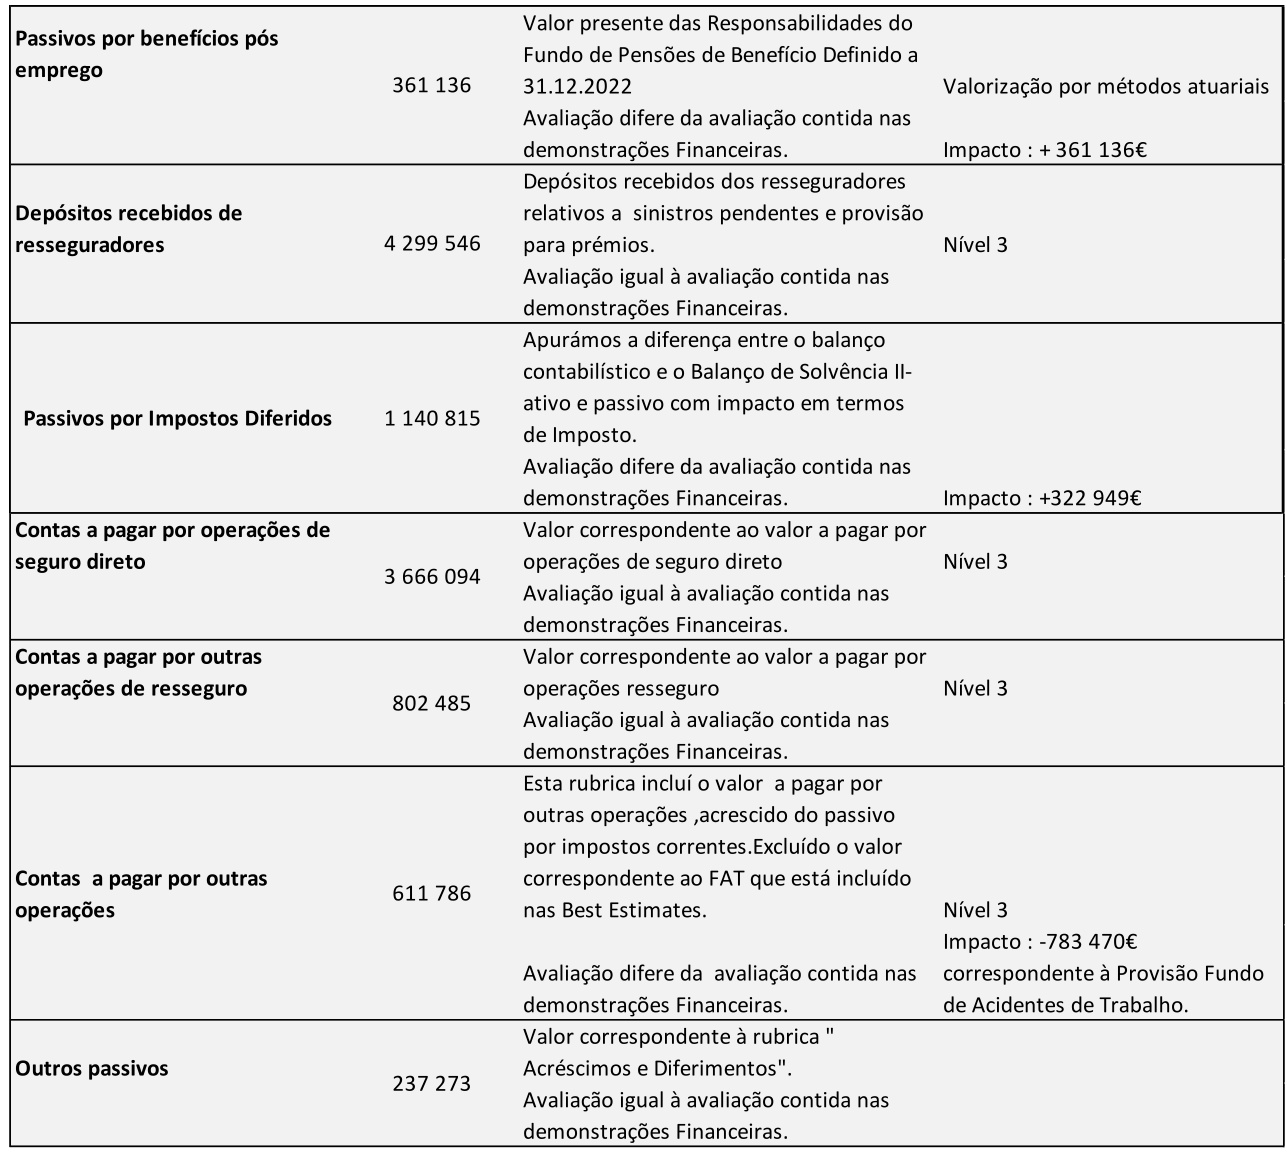 Passivos por benefícios pós
emprego
361 136
Valor presente das Responsabilidades do
Fundo de Pensões de Benefício Definido a
31.12.2022
Avaliação difere da avaliação contida nas
demonstrações Financeiras.
Valorização por métodos atuariais
Impacto : + 361 136€
Depósitos recebidos de
resseguradores
4 299 546
Depósitos recebidos dos resseguradores
relativos a  sinistros pendentes e provisão
para prémios.
Avaliação igual à avaliação contida nas
demonstrações Financeiras.
Nível 3
Passivos por Impostos Diferidos
1 140 815
Apurámos a diferença entre o balanço
contabilístico e o Balanço de Solvência II-
ativo e passivo com impacto em termos
de Imposto.
Avaliação difere da avaliação contida nas
demonstrações Financeiras.
Impacto : +322 949€
Contas a pagar por operações de
seguro direto
3 666 094
Valor correspondente ao valor a pagar por
operações de seguro direto
Avaliação igual à avaliação contida nas
demonstrações Financeiras.
Nível 3
Contas a pagar por outras
operações de resseguro
802 485
Valor correspondente ao valor a pagar por
operações resseguro
Avaliação igual à avaliação contida nas
demonstrações Financeiras.
Nível 3
Contas  a pagar por outras
operações
611 786
Esta rubrica incluí o valor  a pagar por
outras operações ,acrescido do passivo
por impostos correntes.Excluído o valor
correspondente ao FAT que está incluído
nas Best Estimates.
Avaliação difere da  avaliação contida nas
demonstrações Financeiras.
Nível 3
Impacto : -783 470€
correspondente à Provisão Fundo
de Acidentes de Trabalho.
Outros passivos
237 273
Valor correspondente à rubrica "
Acréscimos e Diferimentos".
Avaliação igual à avaliação contida nas
demonstrações Financeiras.